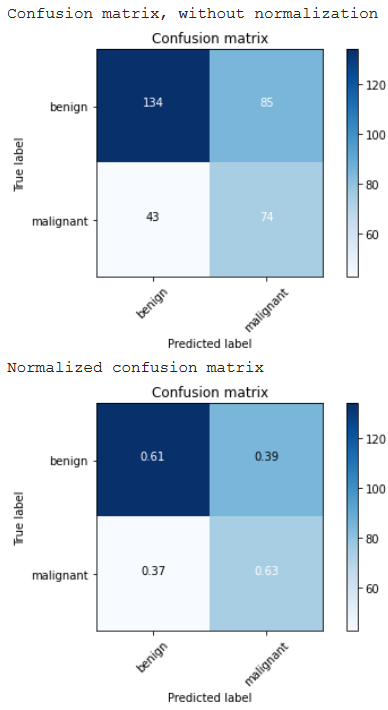 Confusion matrix, without normalization
Confusion matrix
benign
134
85
120
100
True label
malignant
43
74
80
60
benign
malignant
Predicted label
Normalized confusion matrix
Confusion matrix
benign
0.61
0.39
120
100
True label
malignant
0.37
0.63
80
60
benign
malignant
Predicted label